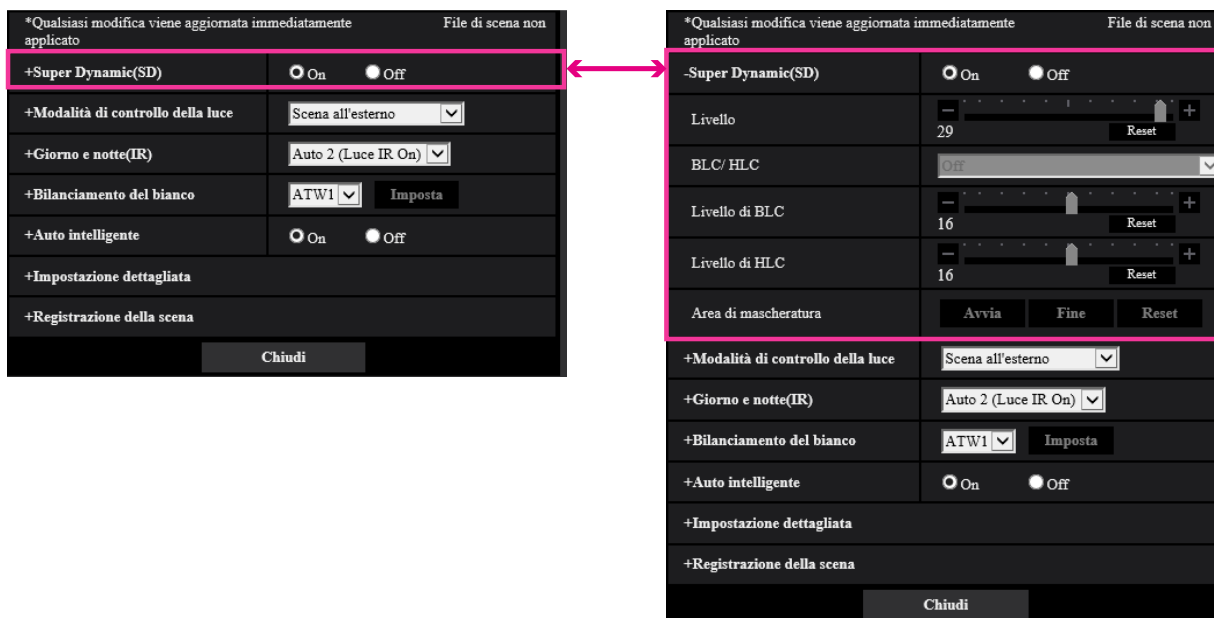 *Qualsiasi modifica viene aggiornata immediatamente File di scena non
applicato
+Super Dynamic(SD) On Off
+Modalità di controllo della luce Scena all'esterno
+Giorno e notte(IR) Auto 2 (Luce IR On)
+Bilanciamento del bianco ATW1 Imposta
+Auto intelligente On Off
+Impostazione dettagliata
+Registrazione della scena
Chiudi
*Qualsiasi modifica viene aggiornata immediatamente File di scena non
applicato
-Super Dynamic(SD) On Off
Livello - +
29 Reset
BLC/ HLC Off
Livello di BLC - +
16 Reset
Livello di HLC - +
16 Reset
Area di mascheratura Avvia Fine Reset
+Modalità di controllo della luce Scena all'esterno
+Giorno e notte(IR) Auto 2 (Luce IR On)
+Bilanciamento del bianco ATW1 Imposta
+Auto intelligente On Off
+Impostazione dettagliata
+Registrazione della scena
Chiudi